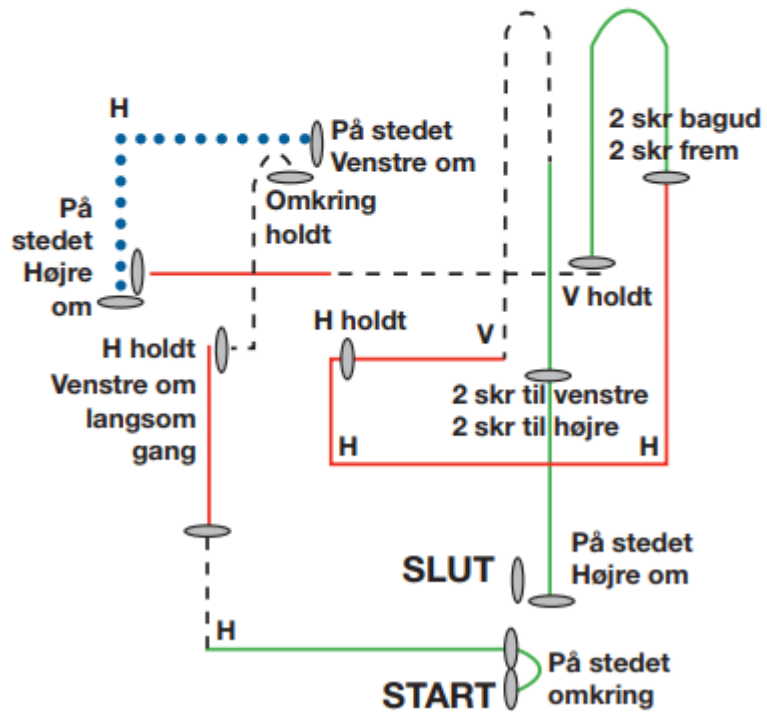 H
På stedet
Venstre om
2 skr bagud
2 skr frem
Omkring
holdt
På
stedet
Højre
om
V holdt
H holdt
V
H holdt
Venstre om
langsom
gang
2 skr til venstre
2 skr til højre
H
H
SLUT
På stedet
Højre om
H
På stedet
omkring
START